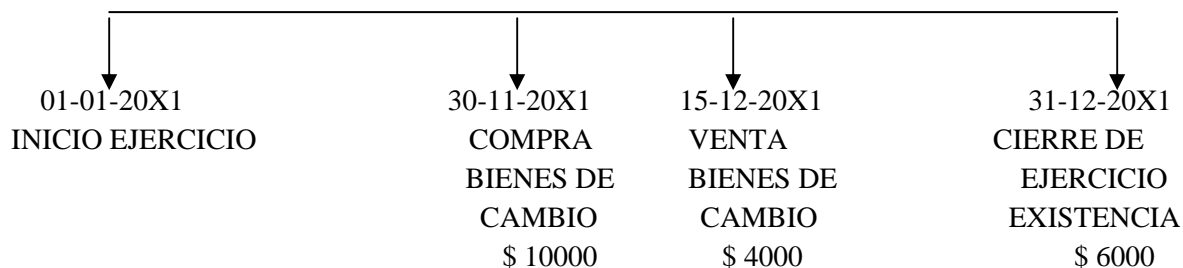 01-01-20X1 30-11-20X1 15-12-20X1 31-12-20X1
INICIO EJERCICIO COMPRA VENTA CIERRE DE
BIENES DE BIENES DE EJERCICIO
CAMBIO CAMBIO EXISTENCIA
$ 10000 $ 4000 $ 6000